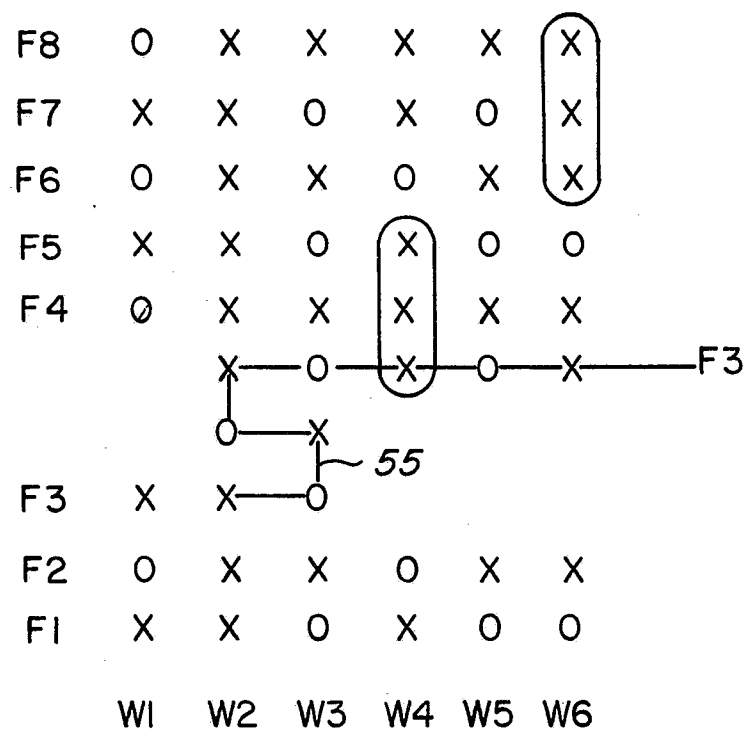 F8 O X X X X X
F7 X X O X O X
F6 O X X O X X
F5 X X O X O O
F4 O X X X X X
X O X O X F3
O X
55
F3 X X O
F2 O X X O X X
F1 X X O X O O
W1 W2 W3 W4 W5 W6